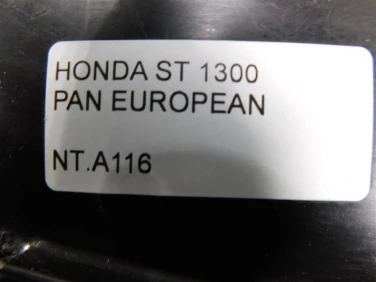 HONDA ST 1300
PAN EUROPEAN
NT.A116